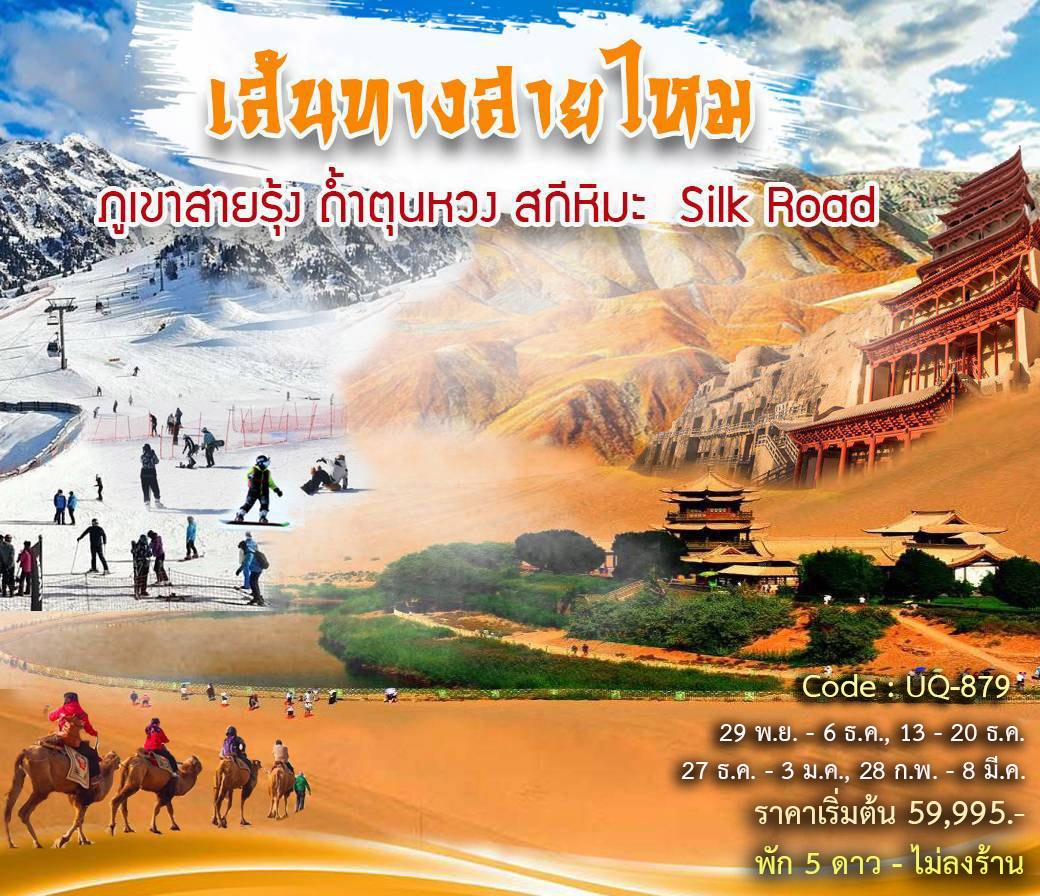 เส้นทางสายไหม
ภูเขาสายรุ้ง ถ้ำตุนหวง สกีหิมะ Silk Road
Code : UQ-879
29 พ.ย. - 6 ธ.ค., 13 - 20 ธ.ค.
27 ธ.ค. - 3 ม.ค., 28 ก.พ. - 8 มี.ค.
ราคาเริ่มต้น 59,995.-
พัก 5 ดาว - ไม่ลงร้าน